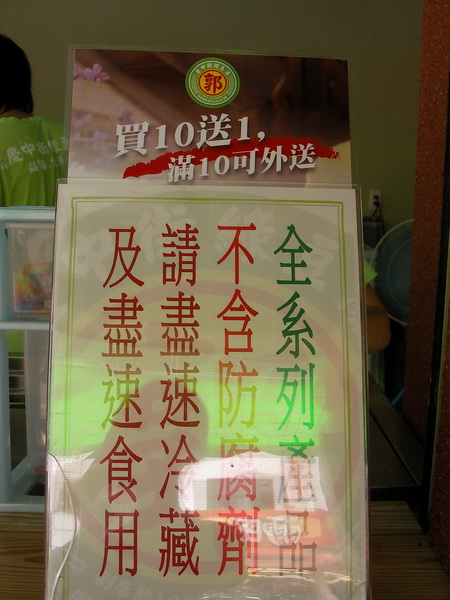 郭
買10送1,
滿10可外送
全系列產品
不含防腐劑
請盡速冷藏
及盡速食用